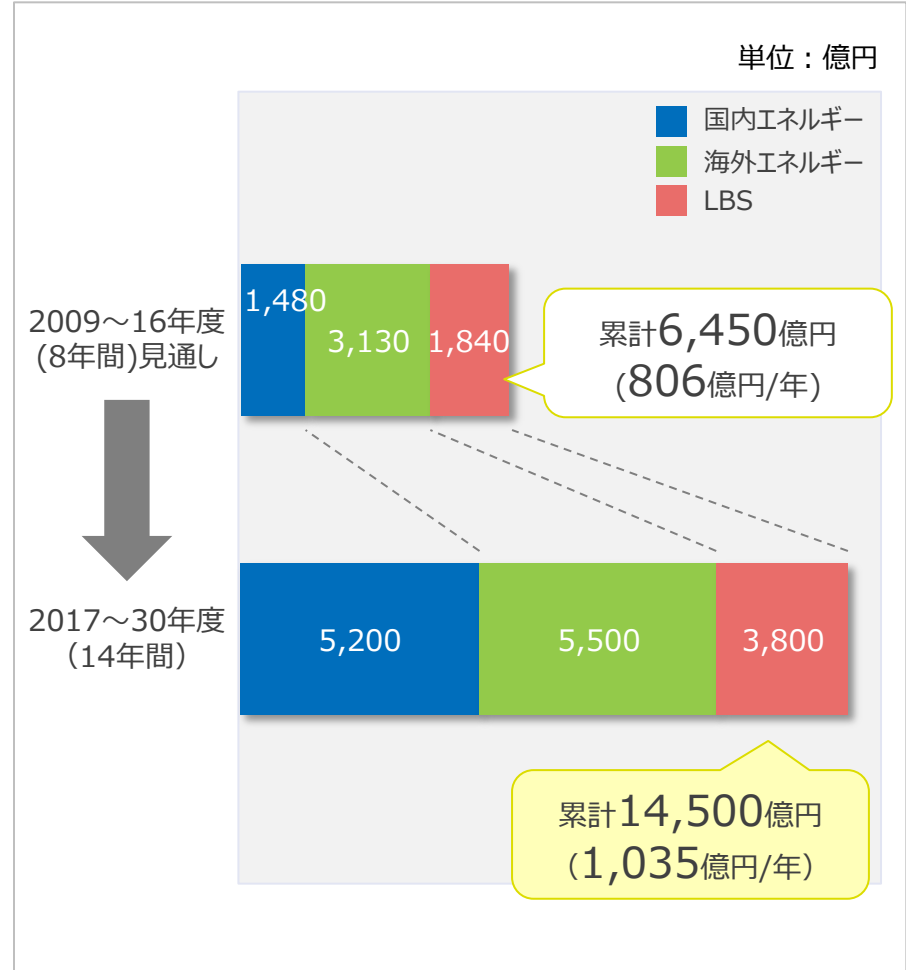 単位：億円
国内エネルギー
海外エネルギー
LBS
2009～16年度
(8年間)見通し
1,480
3,130
1,840
累計6,450億円
(806億円/年)
2017～30年度
（14年間）
5,200
5,500
3,800
累計14,500億円
（1,035億円/年）